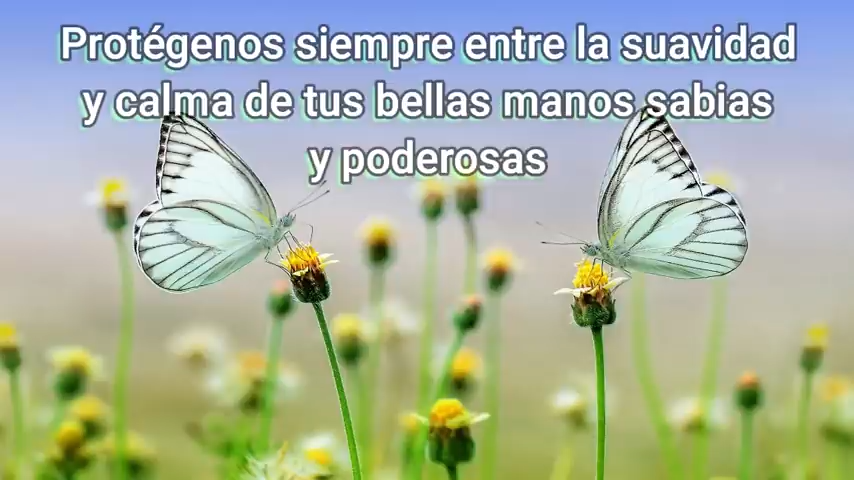 Protégenos siempre entre la suavidad
y calma de tus bellas manos sabias
y poderosas